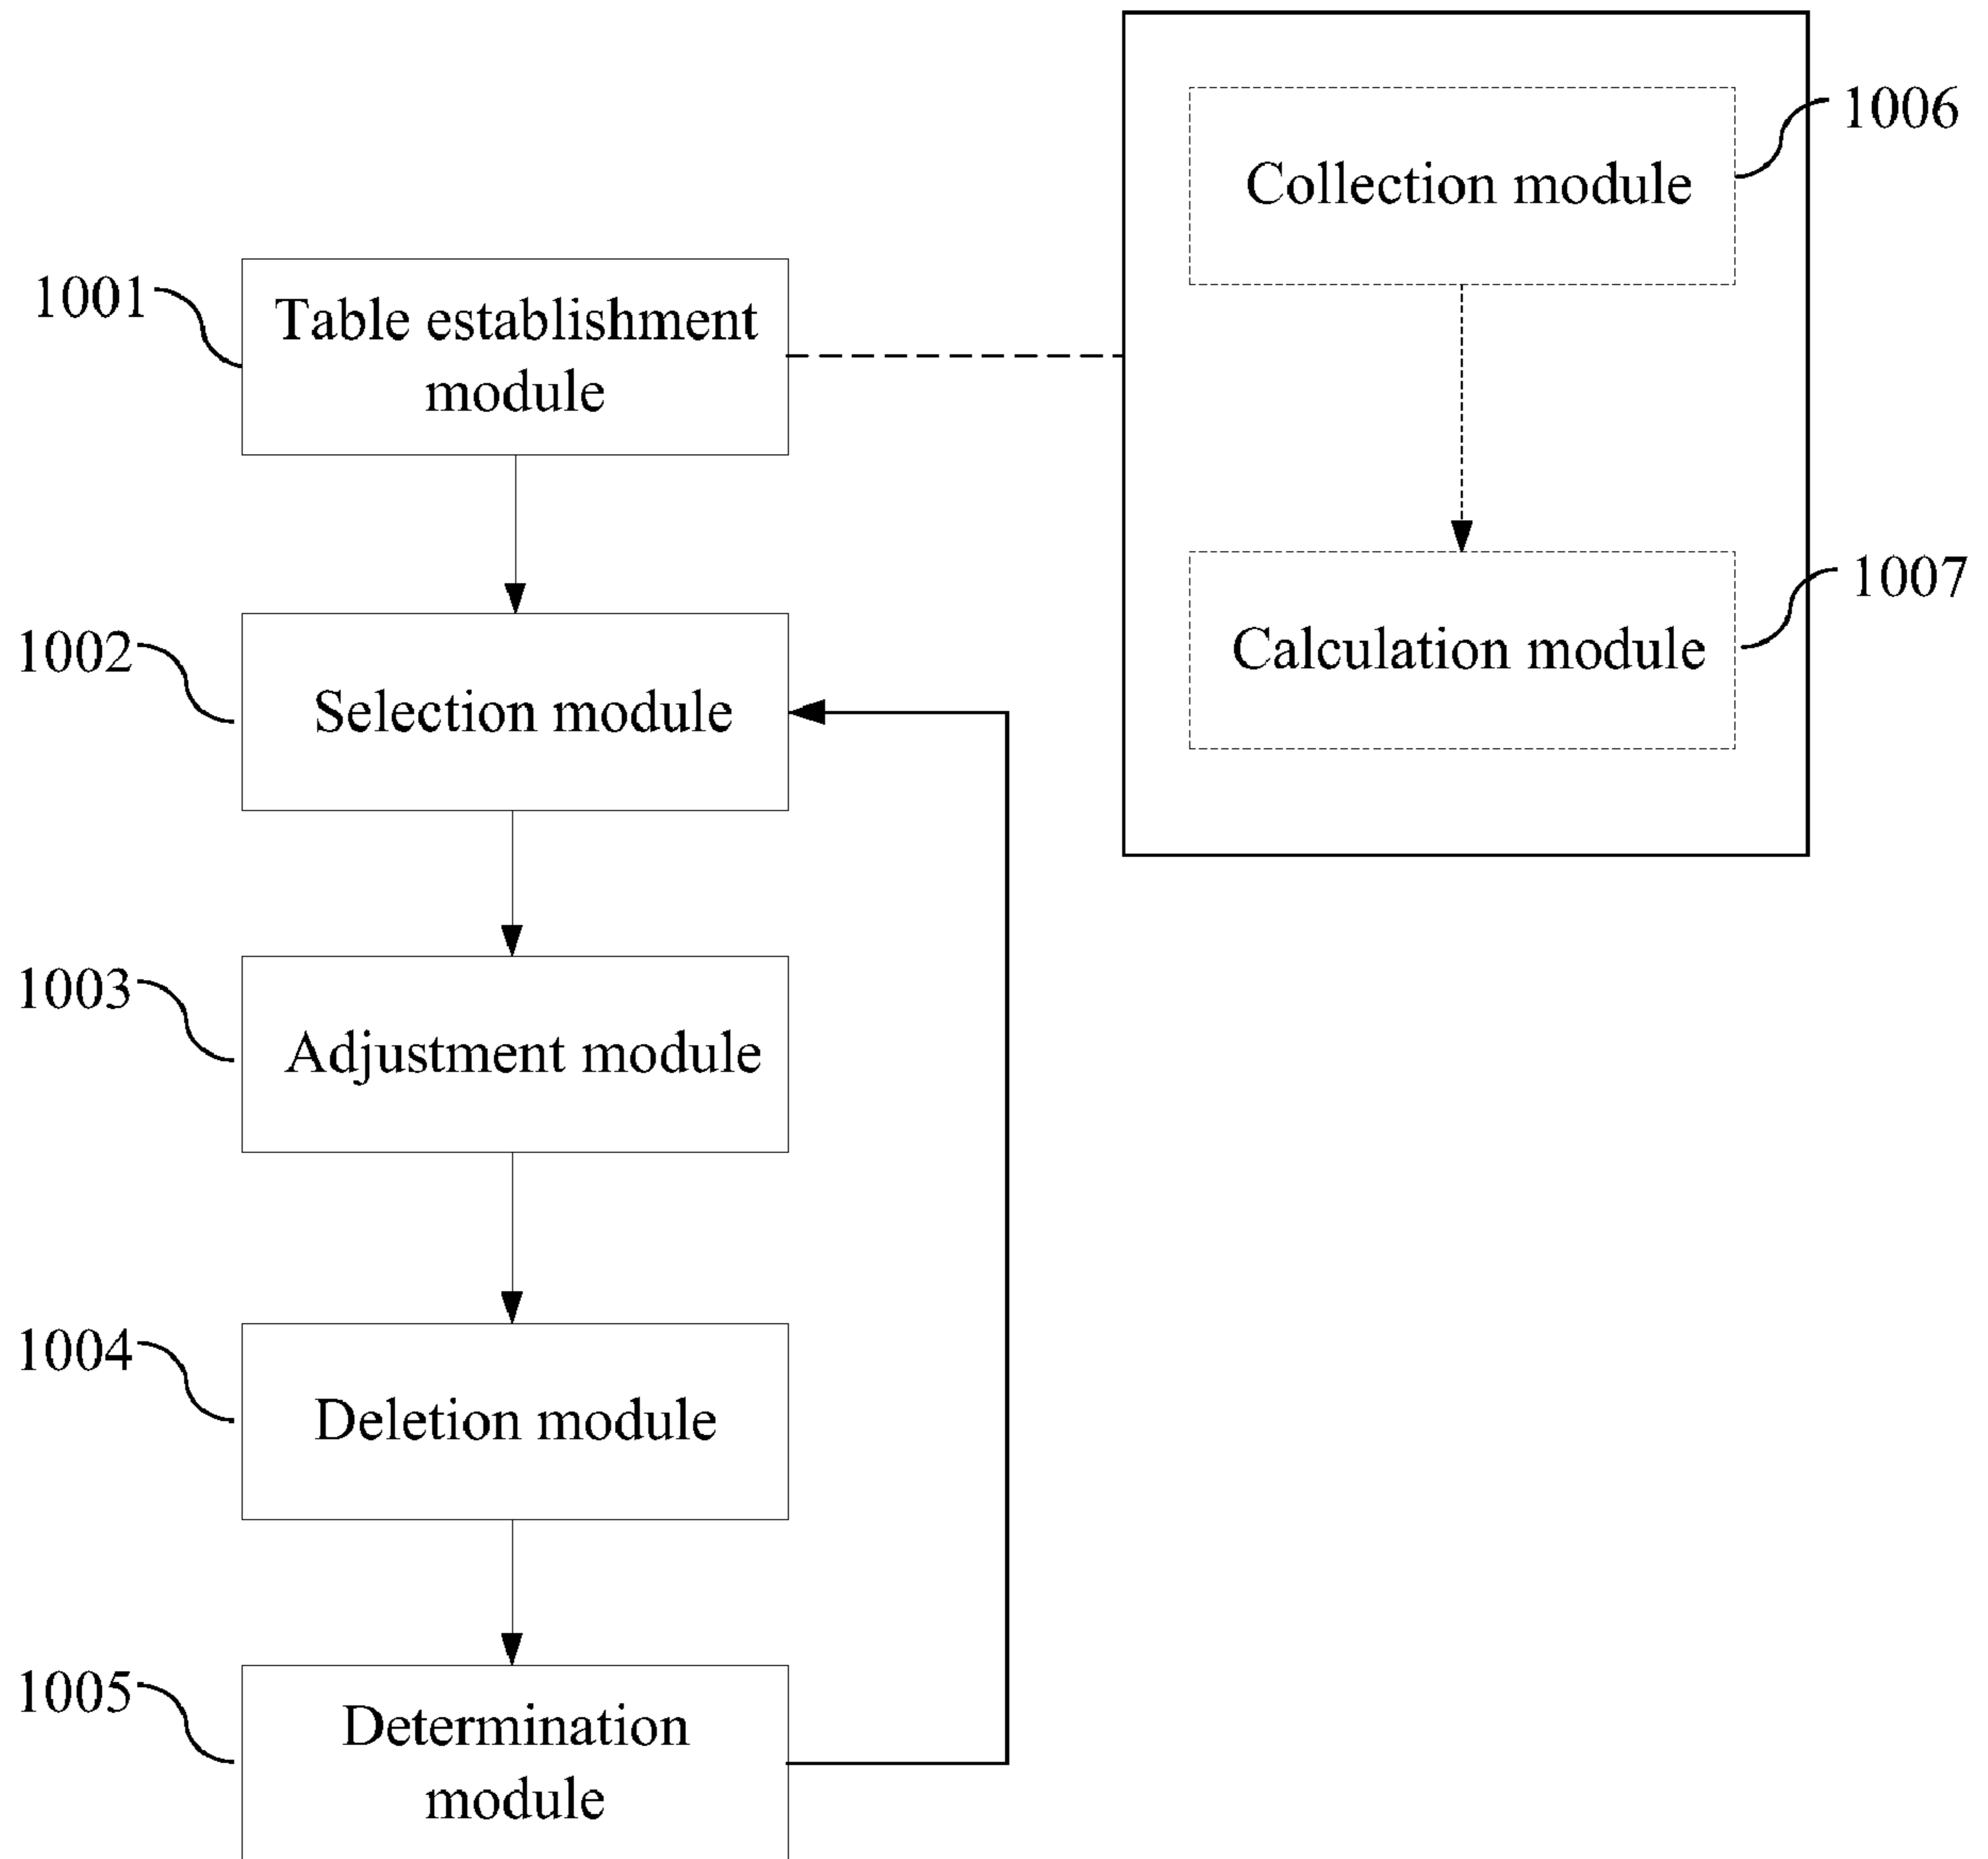 1006
Collection module
1001
Table establishment
module
1007
Calculation module
1002
Selection module
1003
Adjustment module
1004
Deletion module
1005
Determination
module